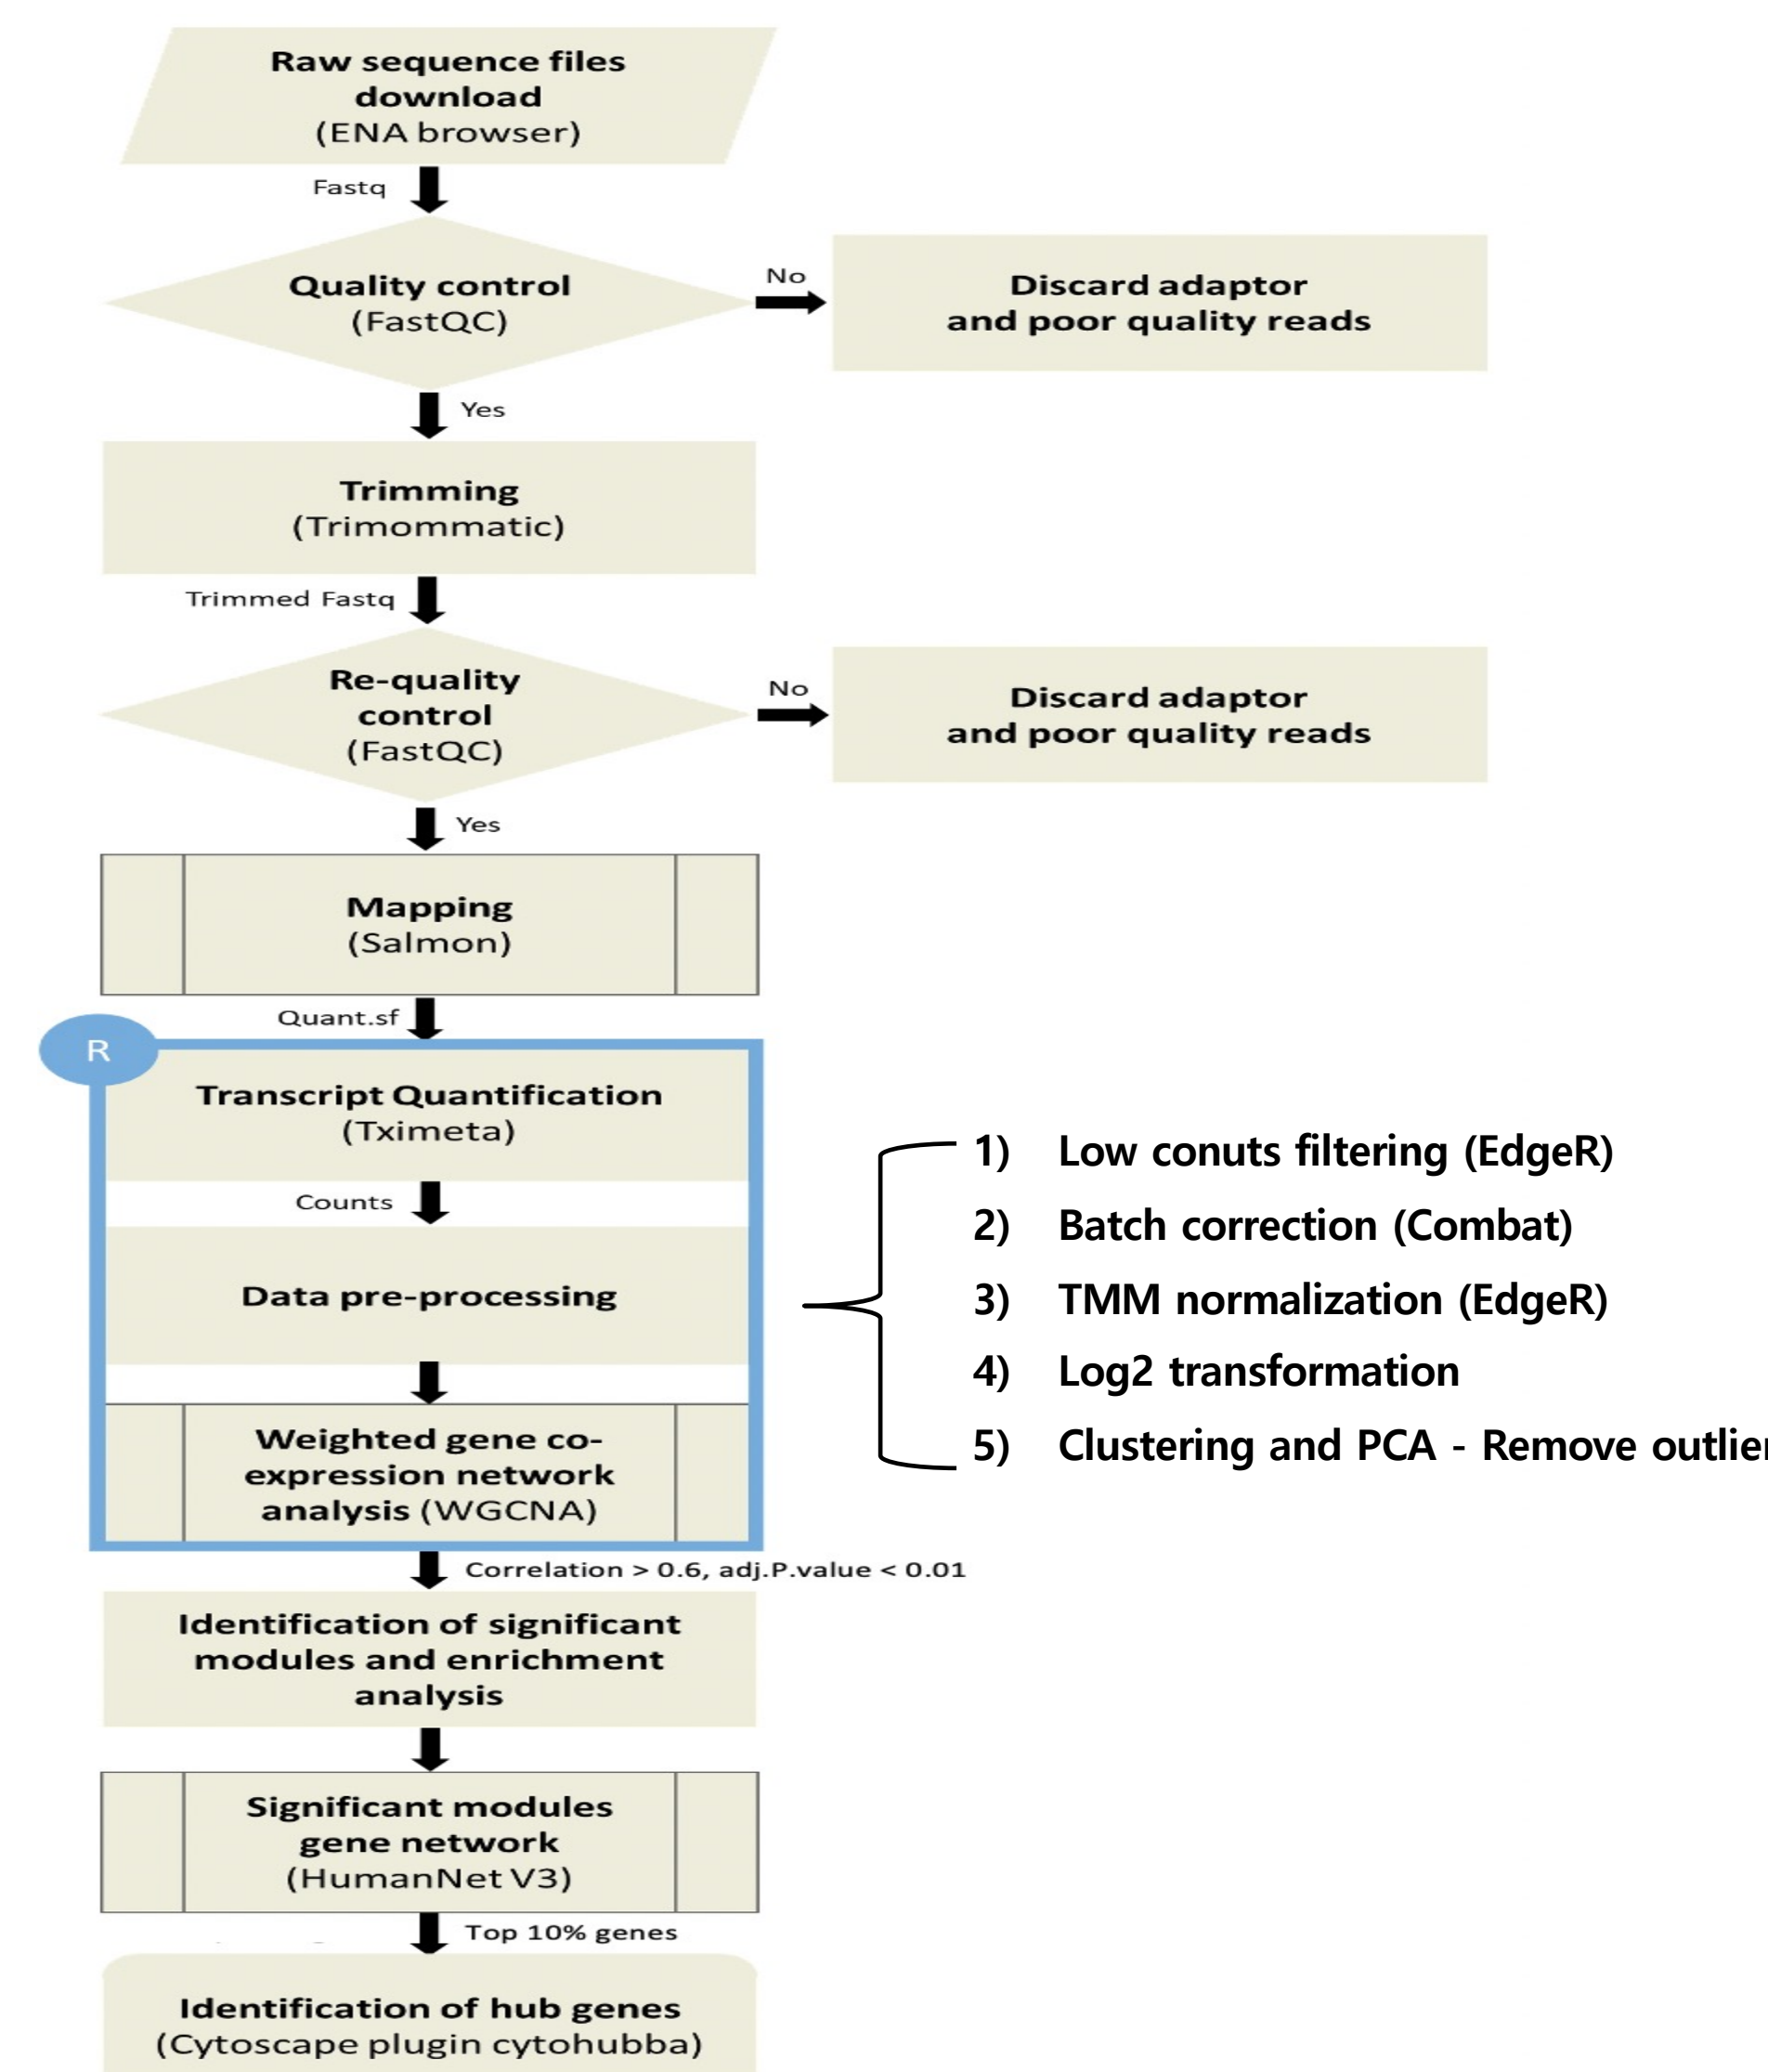 Raw sequence files
download
(ENA browser)
Fastq
Quality control
(FastQC)
No
Discard adaptor
and poor quality reads
Yes
Trimming
(Trimommatic)
Trimmed Fastq
Re-quality
control
(FastQC)
No
Discard adaptor
and poor quality reads
Yes
Mapping
(Salmon)
Quant.sf
R
Transcript Quantification
(Tximeta)
Counts
Data pre-processing
1) Low conuts filtering (EdgeR)
2) Batch correction (Combat)
3) TMM normalization (EdgeR)
4) Log2 transformation
5) Clustering and PCA - Remove outlier
Weighted gene co-
expression network
analysis (WGCNA)
Correlation > 0.6, adj.P.value < 0.01
Identification of significant
modules and enrichment
analysis
Significant modules
gene network
(HumanNet V3)
Top 10% genes
Identification of hub genes
(Cytoscape plugin cytohubba)